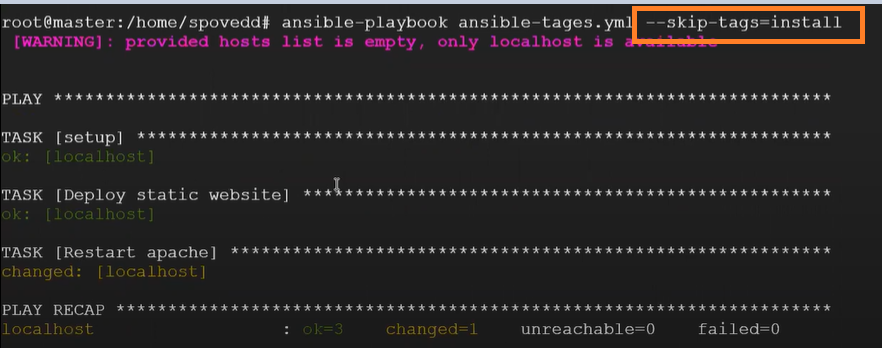 root@master:/home/spovedd# ansible-playbook ansible-tages.yml --skip-tags=install
[WARNING]: provided hosts list is empty, only localhost is available
PLAY ***************************************************************************
TASK [setup] *******************************************************************
ok: [localhost]
TASK [Deploy static website] ***************************************************
ok: [localhost]
TASK [Restart apache] **********************************************************
changed: [localhost]
PLAY RECAP *********************************************************************
localhost : ok=3 changed=1 unreachable=0 failed=0